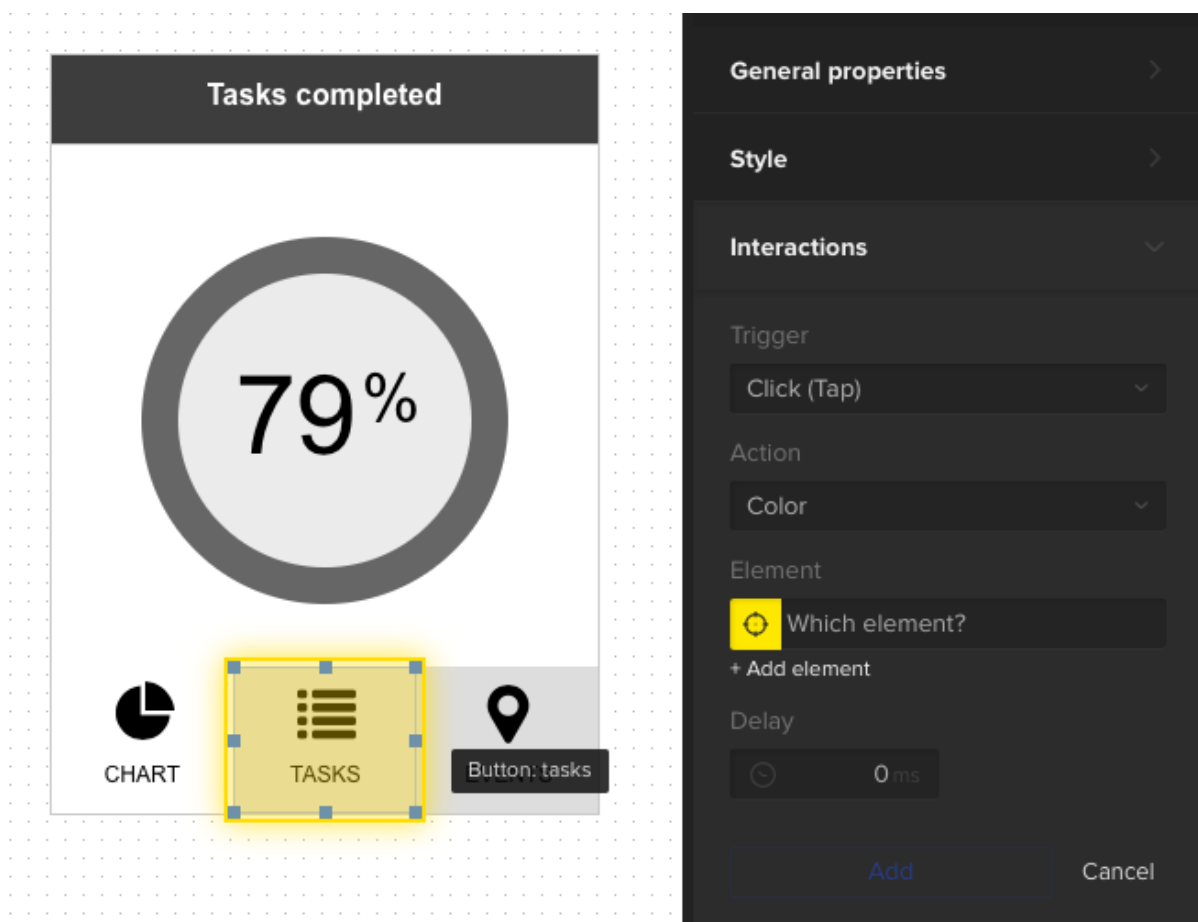 Tasks completed
79%
CHART
TASKS
Button: tasks
General properties
Style
Interactions
Trigger
Click (Tap)
Action
Color
Element
Which element?
+ Add element
Delay
0 ms
Add
Cancel